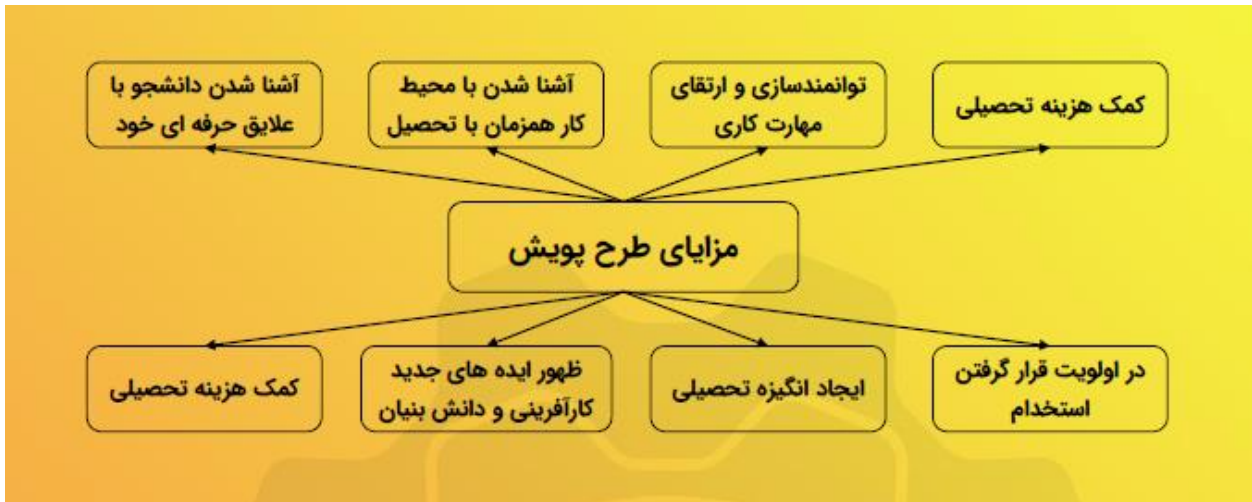 کمک هزینه تحصیلی
توانمندسازی و ارتقای
مهارت کاری
آشنا شدن با محیط
کار همزمان با تحصیل
آشنا شدن دانشجو با
علایق حرفه ای خود
مزایای طرح پویش
در اولویت قرار گرفتن
استخدام
ایجاد انگیزه تحصیلی
ظهور ایده های جدید
کارآفرینی و دانش بنیان
کمک هزینه تحصیلی